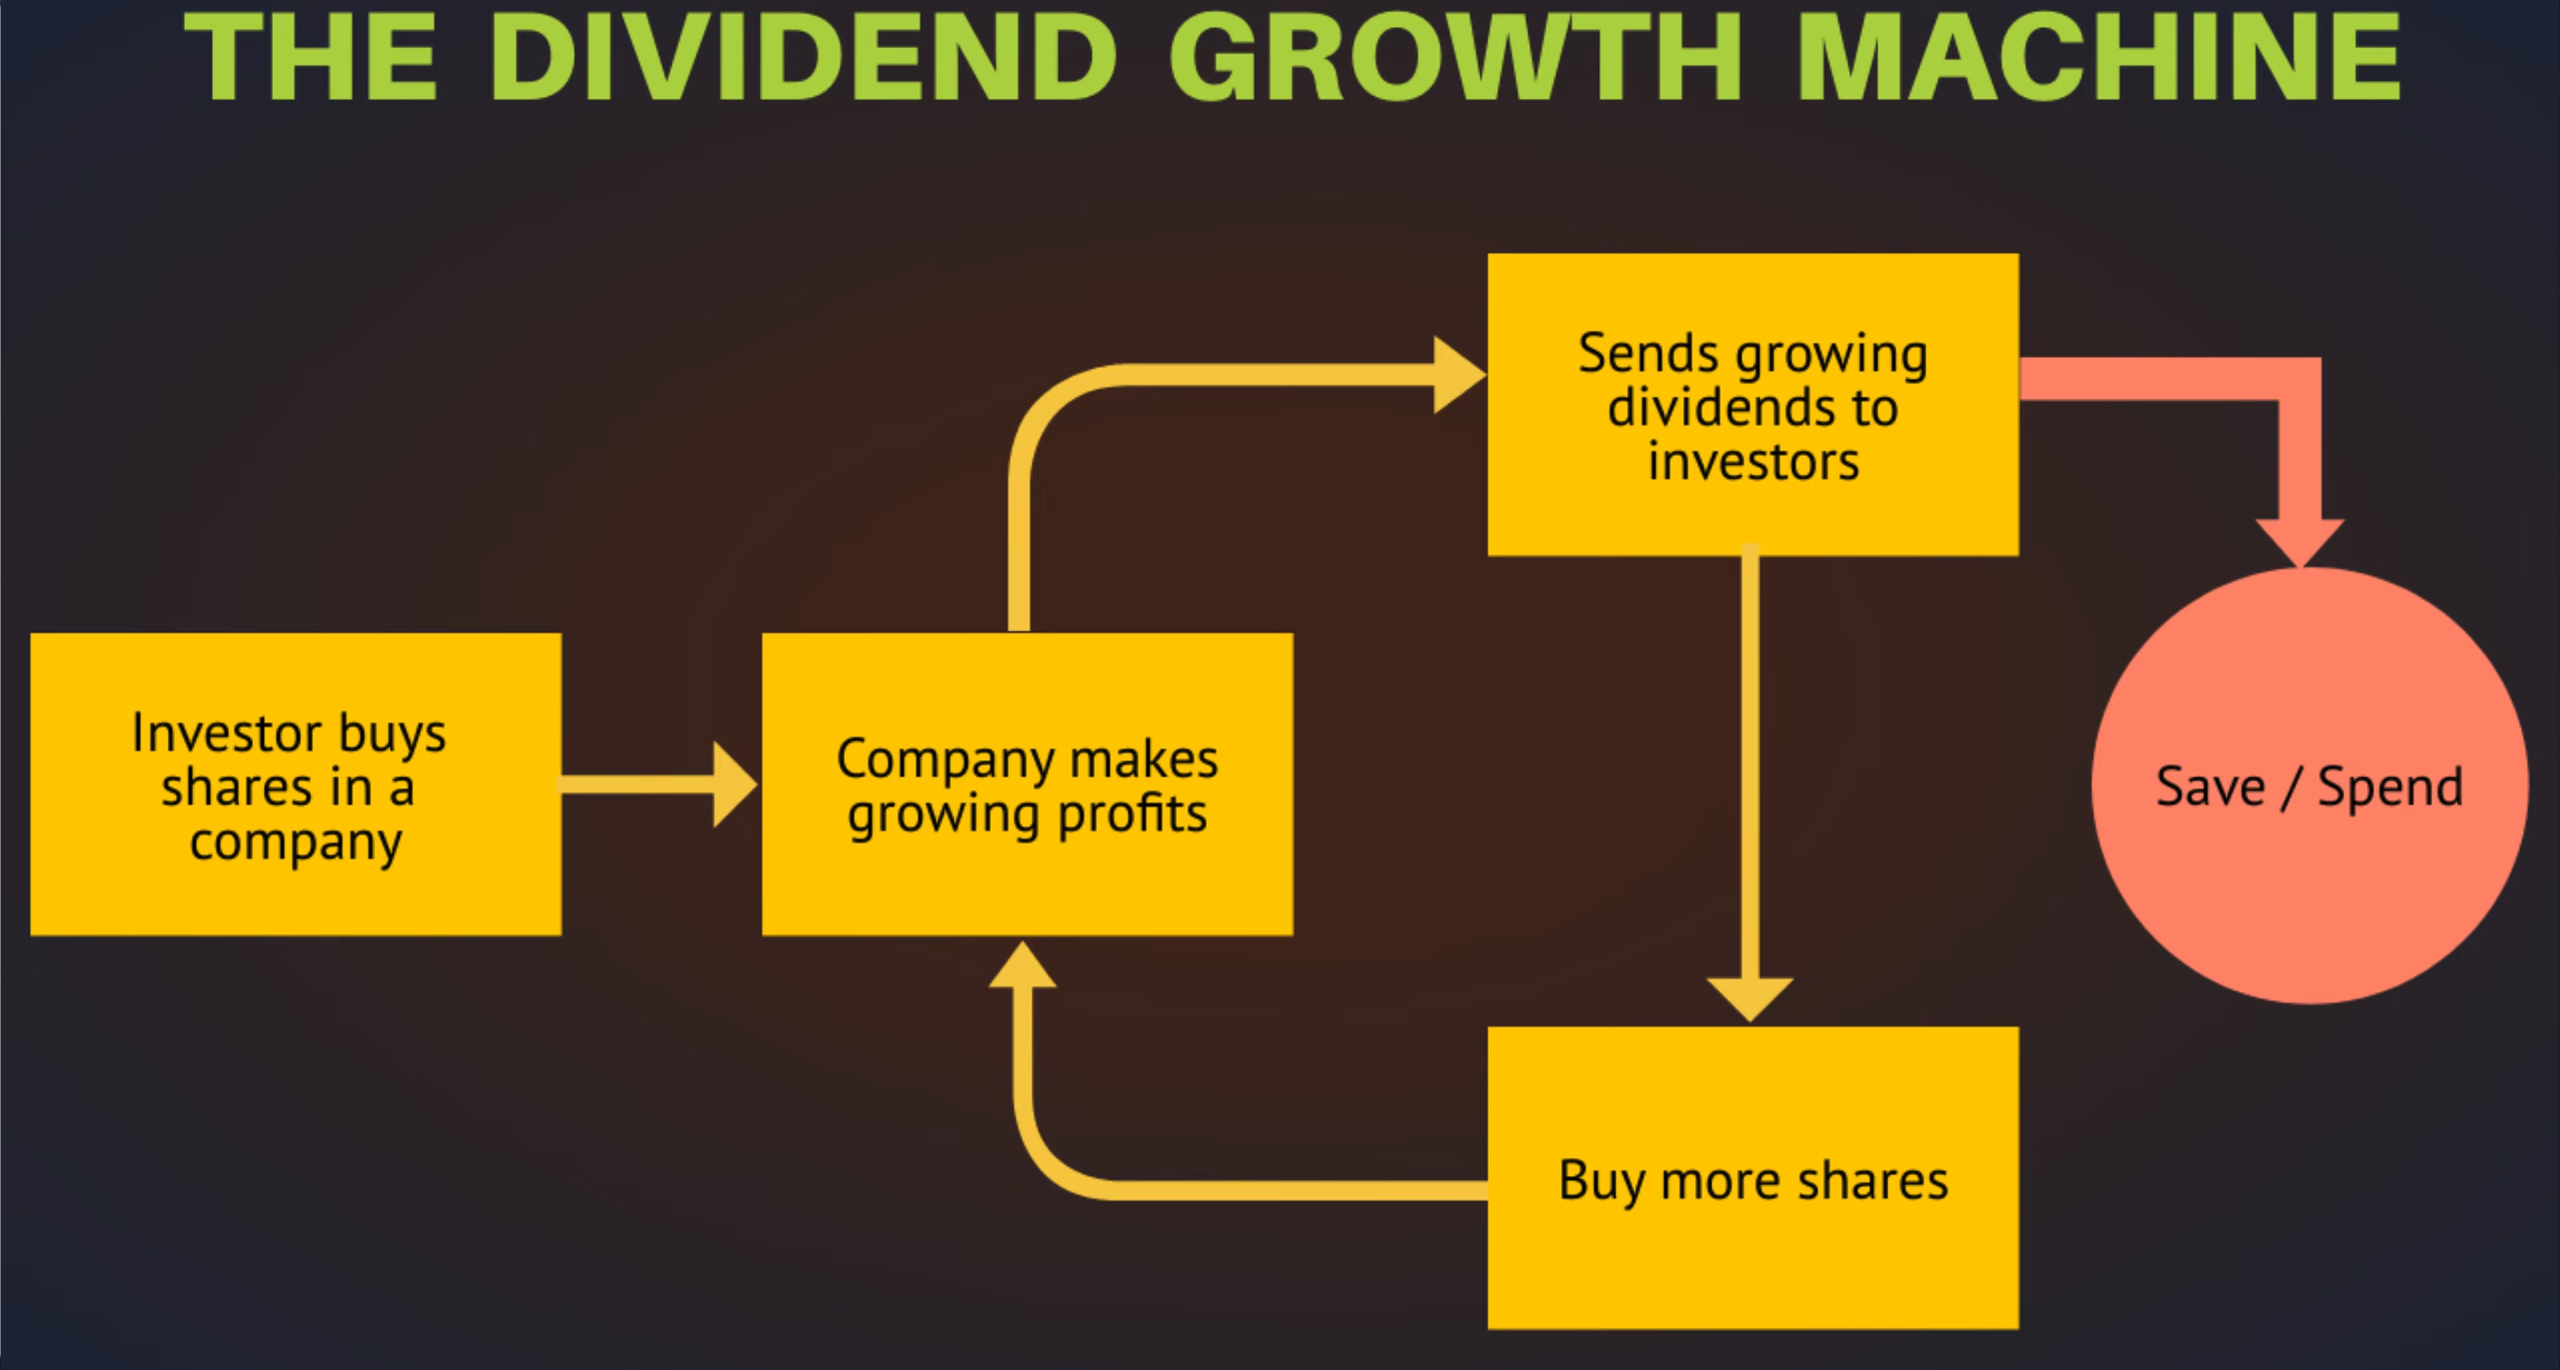 THE DIVIDEND GROWTH MACHINE
Investor buys
shares in a
company
Company makes
growing profits
Sends growing
dividends to
investors
Buy more shares
Save / Spend